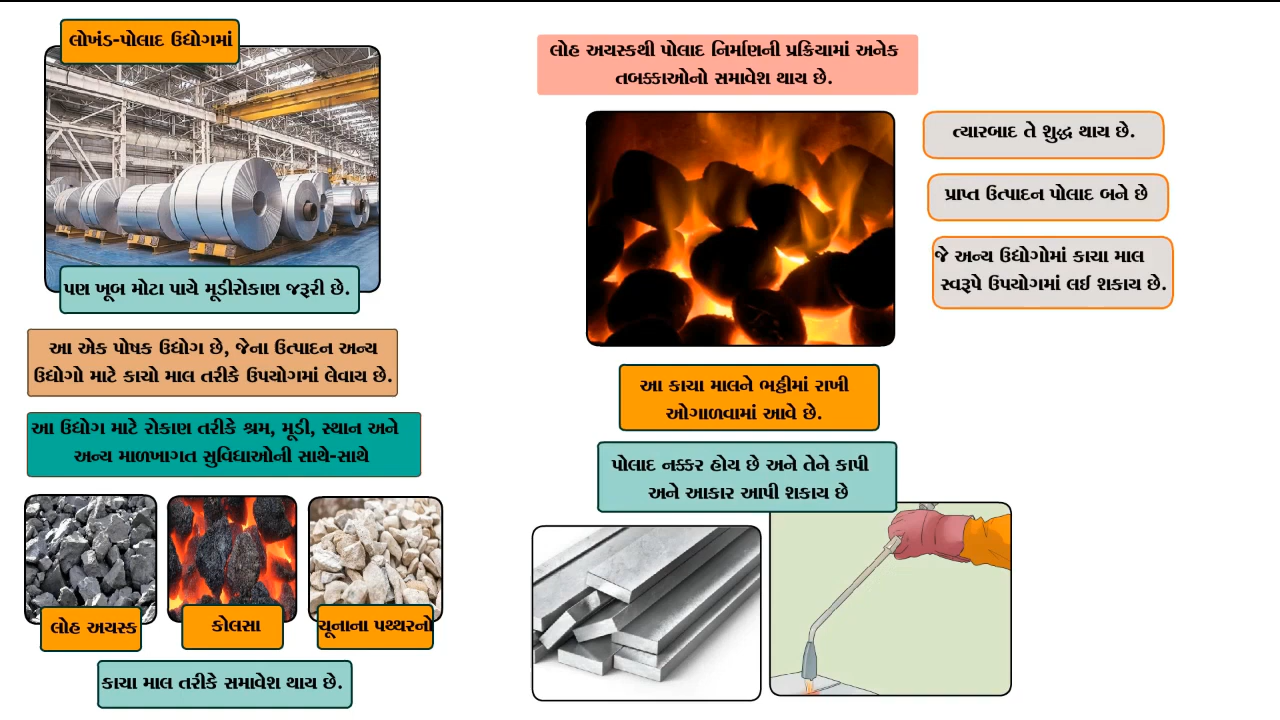 લોખંડ-પોલાદ ઉદ્યોગમાં
પણ ખૂબ મોટા પાયે મૂડીરોકાણ જરૂરી છે.
આ એક પોષક ઉદ્યોગ છે, જેના ઉત્પાદન અન્ય
ઉદ્યોગો માટે કાચો માલ તરીકે ઉપયોગમાં લેવાય છે.
આ ઉદ્યોગ માટે રોકાણ તરીકે શ્રમ, મૂડી, સ્થાન અને
અન્ય માળખાગત સુવિધાઓની સાથે-સાથે
લોહ અયસ્ક
કોલસા
ચૂનાના પથ્થરનો
કાચા માલ તરીકે સમાવેશ થાય છે.
લોહ અયસ્કથી પોલાદ નિર્માણની પ્રક્રિયામાં અનેક
તબક્કાઓનો સમાવેશ થાય છે.
આ કાચા માલને ભઠ્ઠીમાં રાખી
ઓગાળવામાં આવે છે.
ત્યારબાદ તે શુદ્ધ થાય છે.
પ્રાપ્ત ઉત્પાદન પોલાદ બને છે
જે અન્ય ઉદ્યોગોમાં કાચા માલ
સ્વરૂપે ઉપયોગમાં લઈ શકાય છે.
પોલાદ નક્કર હોય છે અને તેને કાપી
અને આકાર આપી શકાય છે